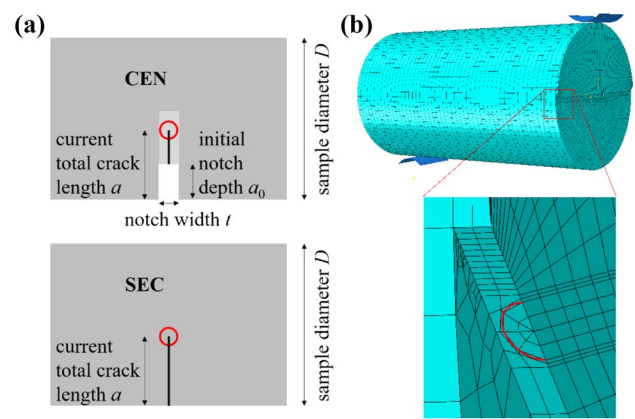 (a)
(b)
CEN
current
total crack
length a
initial
notch
depth a₀
notch width t
sample diameter D
SEC
current
total crack
length a
sample diameter D